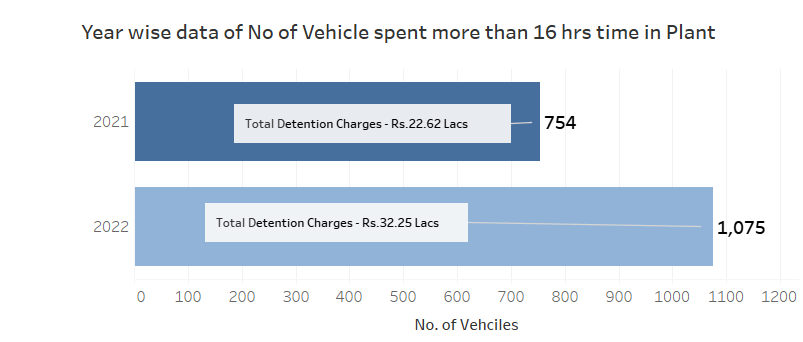 Year wise data of No of Vehicle spent more than 16 hrs time in Plant
2021
Total Detention Charges - Rs.22.62 Lacs
754
2022
Total Detention Charges - Rs.32.25 Lacs
1,075
0 100 200 300 400 500 600 700 800 900 1000 1100 1200
No. of Vehciles